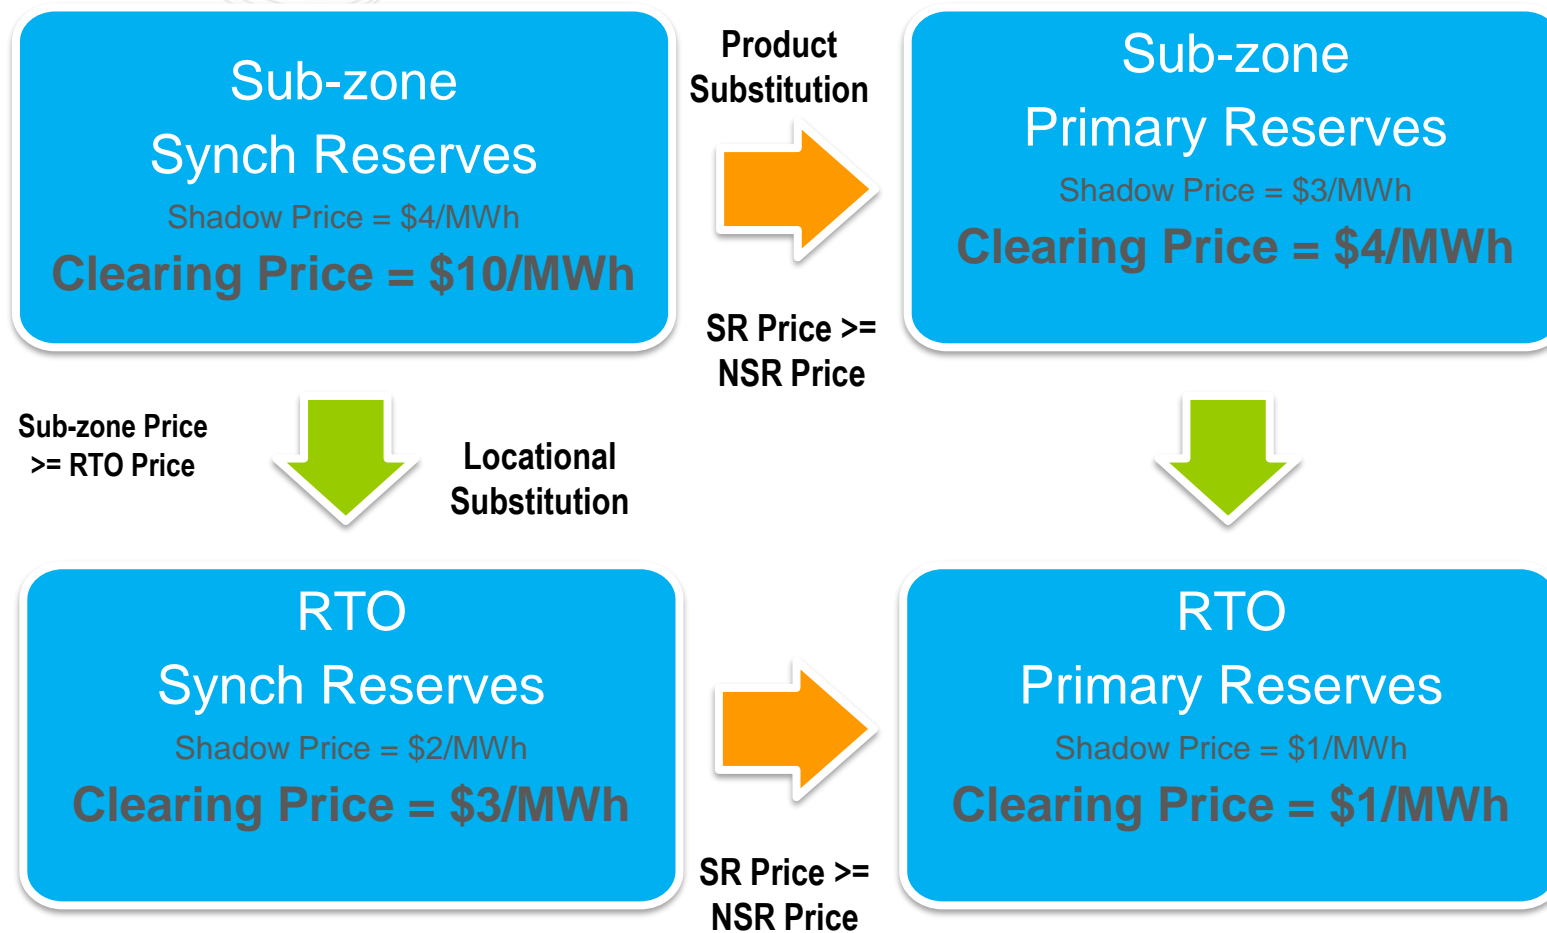 Sub-zone
Synch Reserves
Shadow Price = $4/MWh
Clearing Price = $10/MWh
Product
Substitution
SR Price >=
NSR Price
Sub-zone
Primary Reserves
Shadow Price = $3/MWh
Clearing Price = $4/MWh
Sub-zone Price
>= RTO Price
Locational
Substitution
RTO
Synch Reserves
Shadow Price = $2/MWh
Clearing Price = $3/MWh
SR Price >=
NSR Price
RTO
Primary Reserves
Shadow Price = $1/MWh
Clearing Price = $1/MWh